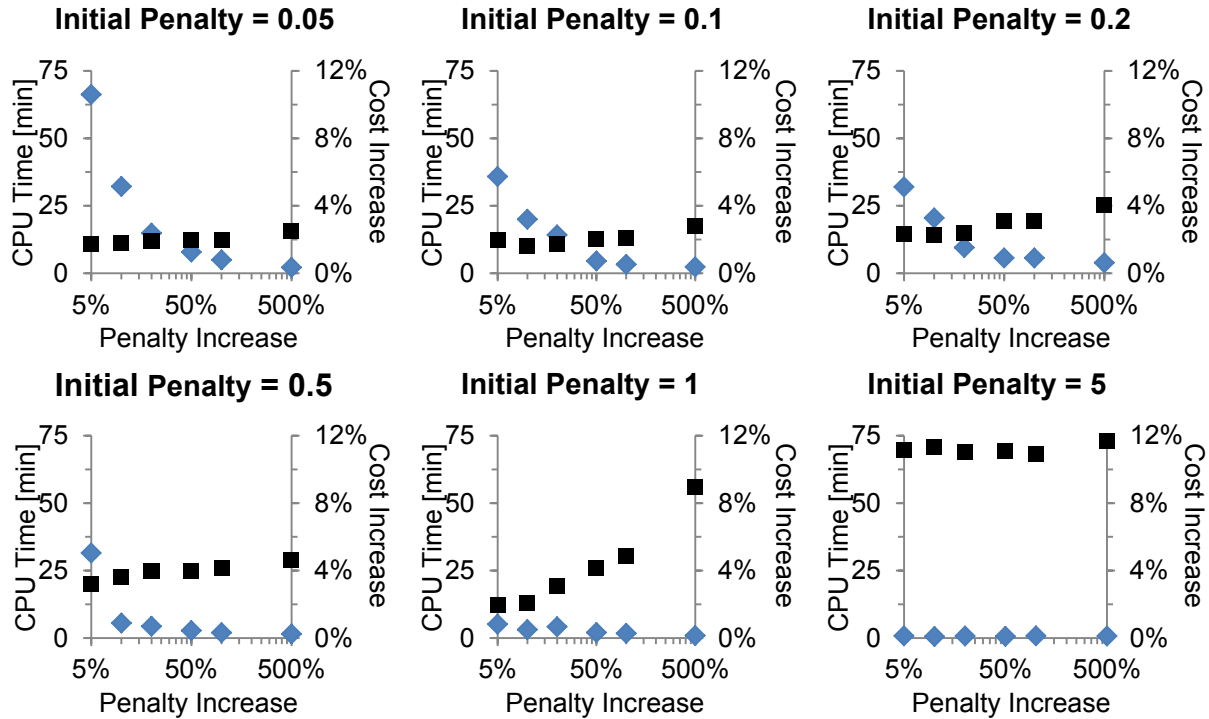 Initial Penalty = 0.05
75
50
25
0
CPU Time [min]
12%
8%
4%
0%
Cost Increase
5%
50%
500%
Penalty Increase
Initial Penalty = 0.1
75
50
25
0
CPU Time [min]
12%
8%
4%
0%
Cost Increase
5%
50%
500%
Penalty Increase
Initial Penalty = 0.2
75
50
25
0
CPU Time [min]
12%
8%
4%
0%
Cost Increase
5%
50%
500%
Penalty Increase
Initial Penalty = 0.5
75
50
25
0
CPU Time [min]
12%
8%
4%
0%
Cost Increase
5%
50%
500%
Penalty Increase
Initial Penalty = 1
75
50
25
0
CPU Time [min]
12%
8%
4%
0%
Cost Increase
5%
50%
500%
Penalty Increase
Initial Penalty = 5
75
50
25
0
CPU Time [min]
12%
8%
4%
0%
Cost Increase
5%
50%
500%
Penalty Increase